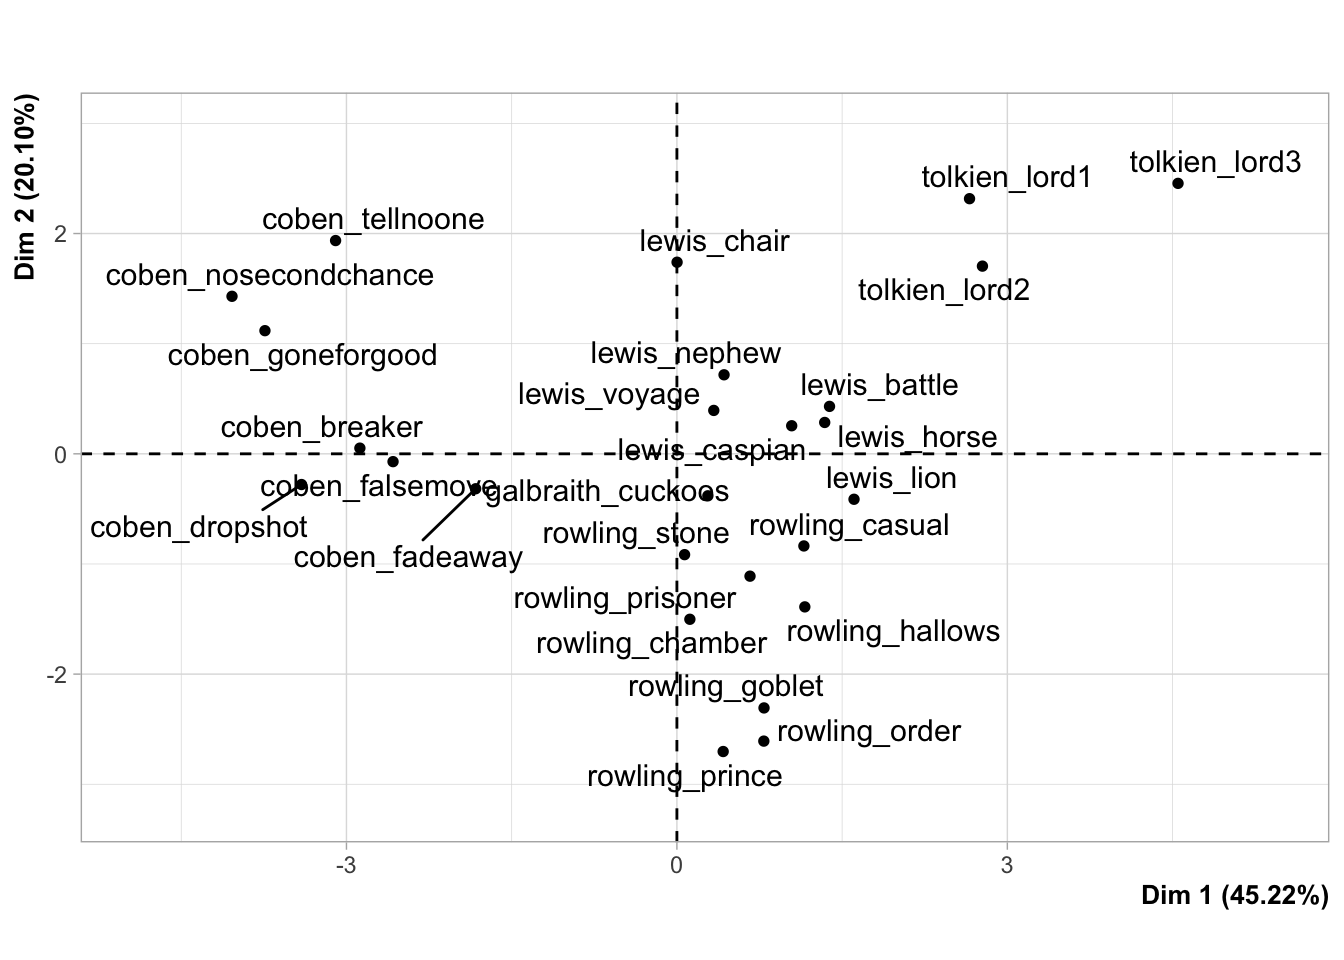 Dim 2 (20.10%)
tolkien_lord3
tolkien_lord1
coben_tellnoone
2
lewis_chair
coben_nosecondchance
tolkien_lord2
coben_goneforgood
lewis_nephew
lewis_battle
lewis_voyage
coben_breaker
lewis_horse
0
lewis_caspian
lewis_lion
coben_falsemove
galbraith_cuckoos
coben_dropshot
rowling_casual
rowling_stone
coben_fadeaway
rowling_prisoner
rowling_hallows
rowling_chamber
-2
rowling_goblet
rowling_order
rowling_prince
-3
0
3
Dim 1 (45.22%)